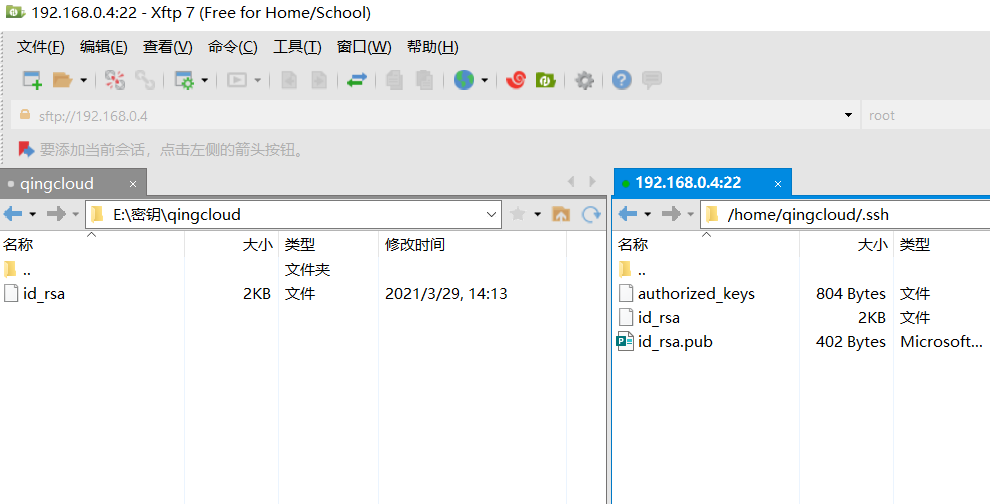 192.168.0.4:22 - Xftp 7 (Free for Home/School)
文件(F) 编辑(E) 查看(V) 命令(C) 工具(T) 窗口(W) 帮助(H)
sftp://192.168.0.4 root
要添加当前会话，点击左侧的箭头按钮。
qingcloud × 192.168.0.4:22 ×
E:\密钥\qingcloud /home/qingcloud/.ssh
名称 大小 类型 修改时间 名称 大小 类型
.. 文件夹 ..
id_rsa 2KB 文件 2021/3/29, 14:13 authorized_keys 804 Bytes 文件
id_rsa 2KB 文件
id_rsa.pub 402 Bytes Microsoft...